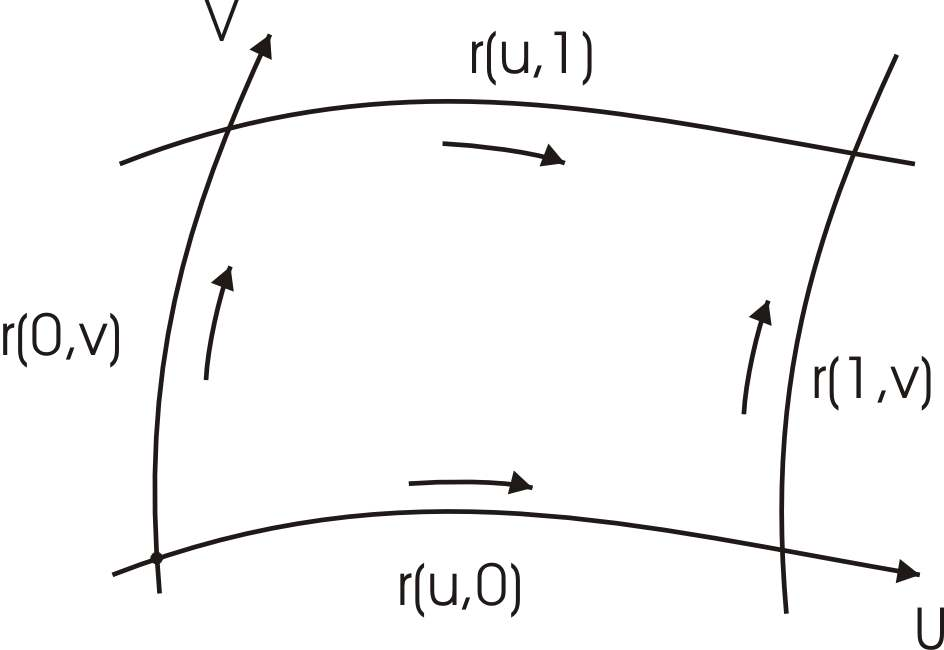 V
r(u,1)
r(0,v)
r(1,v)
r(u,0)
U